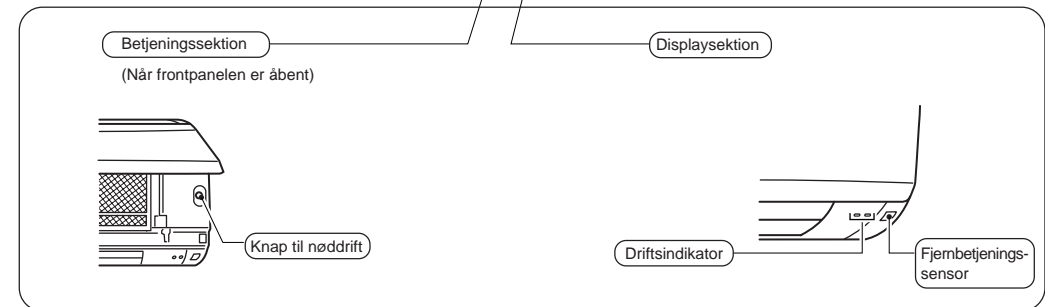 Betjeningssektion
(Når frontpanelen er åbent)
Displaysektion
Knap til nøddrift
Driftsindikator
Fjernbetjenings-
sensor